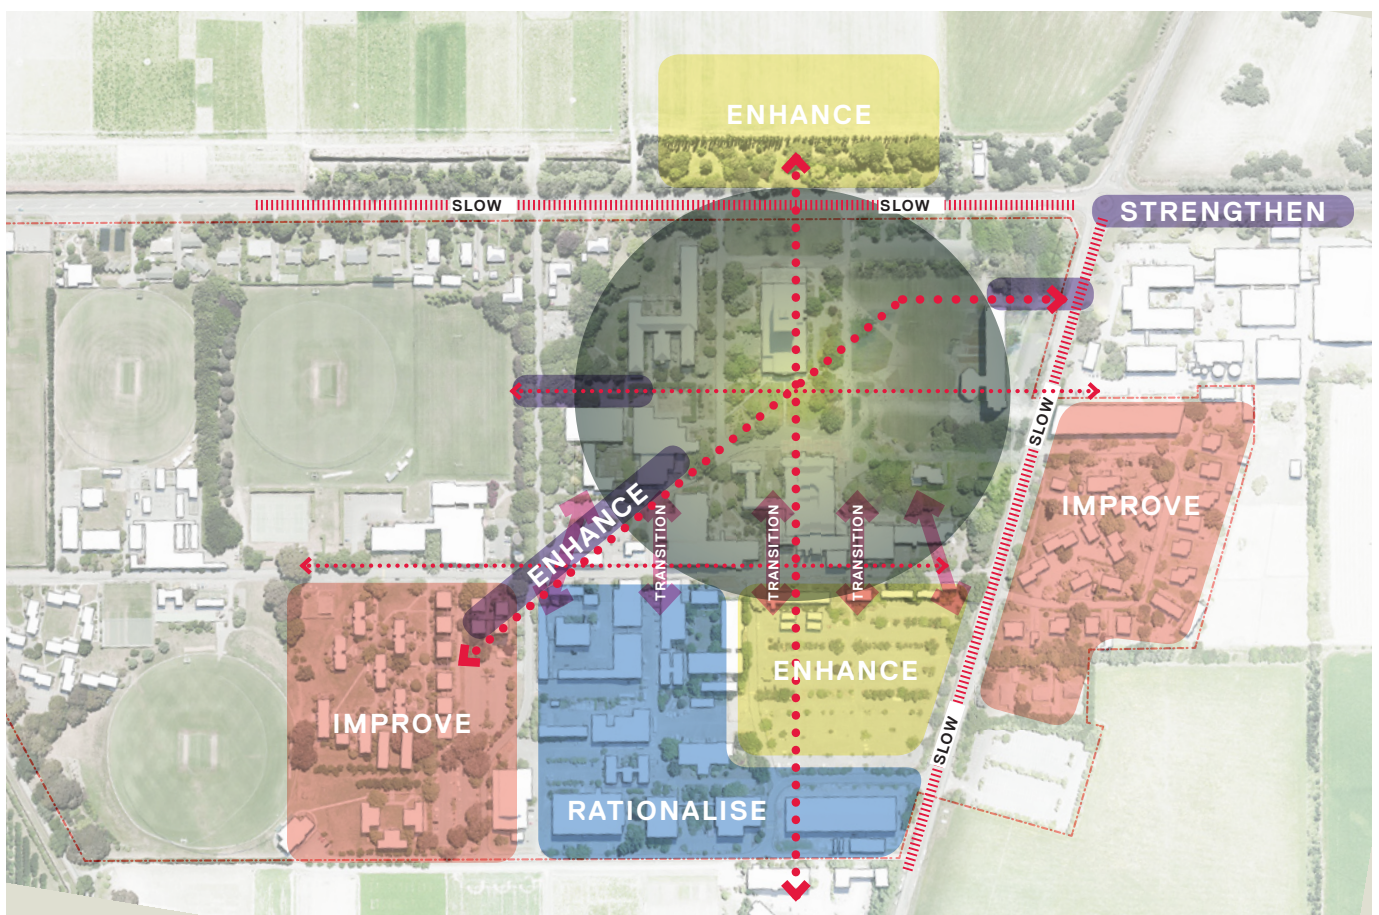 ENHANCE
SLOW
SLOW
STRENGTHEN
SLOW
IMPROVE
ENHANCE
TRANSITION
TRANSITION
TRANSITION
ENHANCE
IMPROVE
SLOW
RATIONALISE